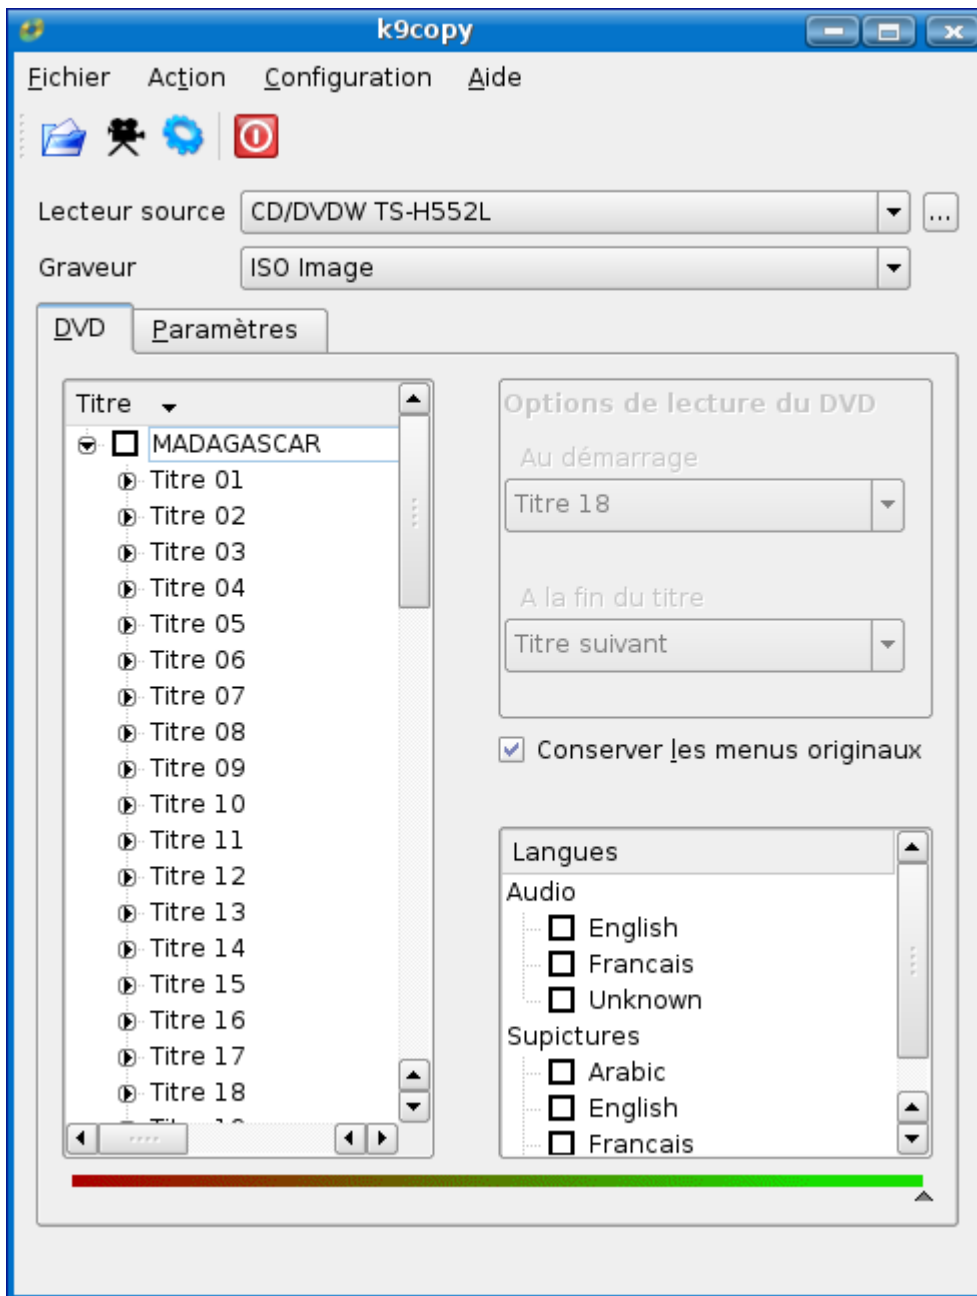 k9copy
Fichier Action Configuration Aide
Lecteur source CD/DVDW TS-H552L ...
Graveur ISO Image
DVD Paramètres
Titre
MADAGASCAR
Titre 01
Titre 02
Titre 03
Titre 04
Titre 05
Titre 06
Titre 07
Titre 08
Titre 09
Titre 10
Titre 11
Titre 12
Titre 13
Titre 14
Titre 15
Titre 16
Titre 17
Titre 18
Options de lecture du DVD
Au démarrage
Titre 18
A la fin du titre
Titre suivant
Conserver les menus originaux
Langues
Audio
English
Francais
Unknown
Supictures
Arabic
English
Francais